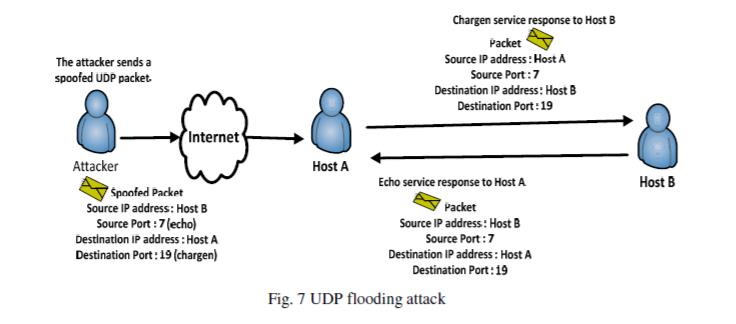 Chargen service response to Host B
Packet
Source IP address : Host A
Source Port : 7
Destination IP address : Host B
Destination Port : 19
The attacker sends a
spoofed UDP packet.
Internet
Attacker
Host A
Host B
Spoofed Packet
Source IP address : Host B
Source Port : 7 (echo)
Destination IP address : Host A
Destination Port : 19 (chargen)
Echo service response to Host A
Packet
Source IP address : Host B
Source Port : 7
Destination IP address : Host A
Destination Port : 19
Fig. 7 UDP flooding attack